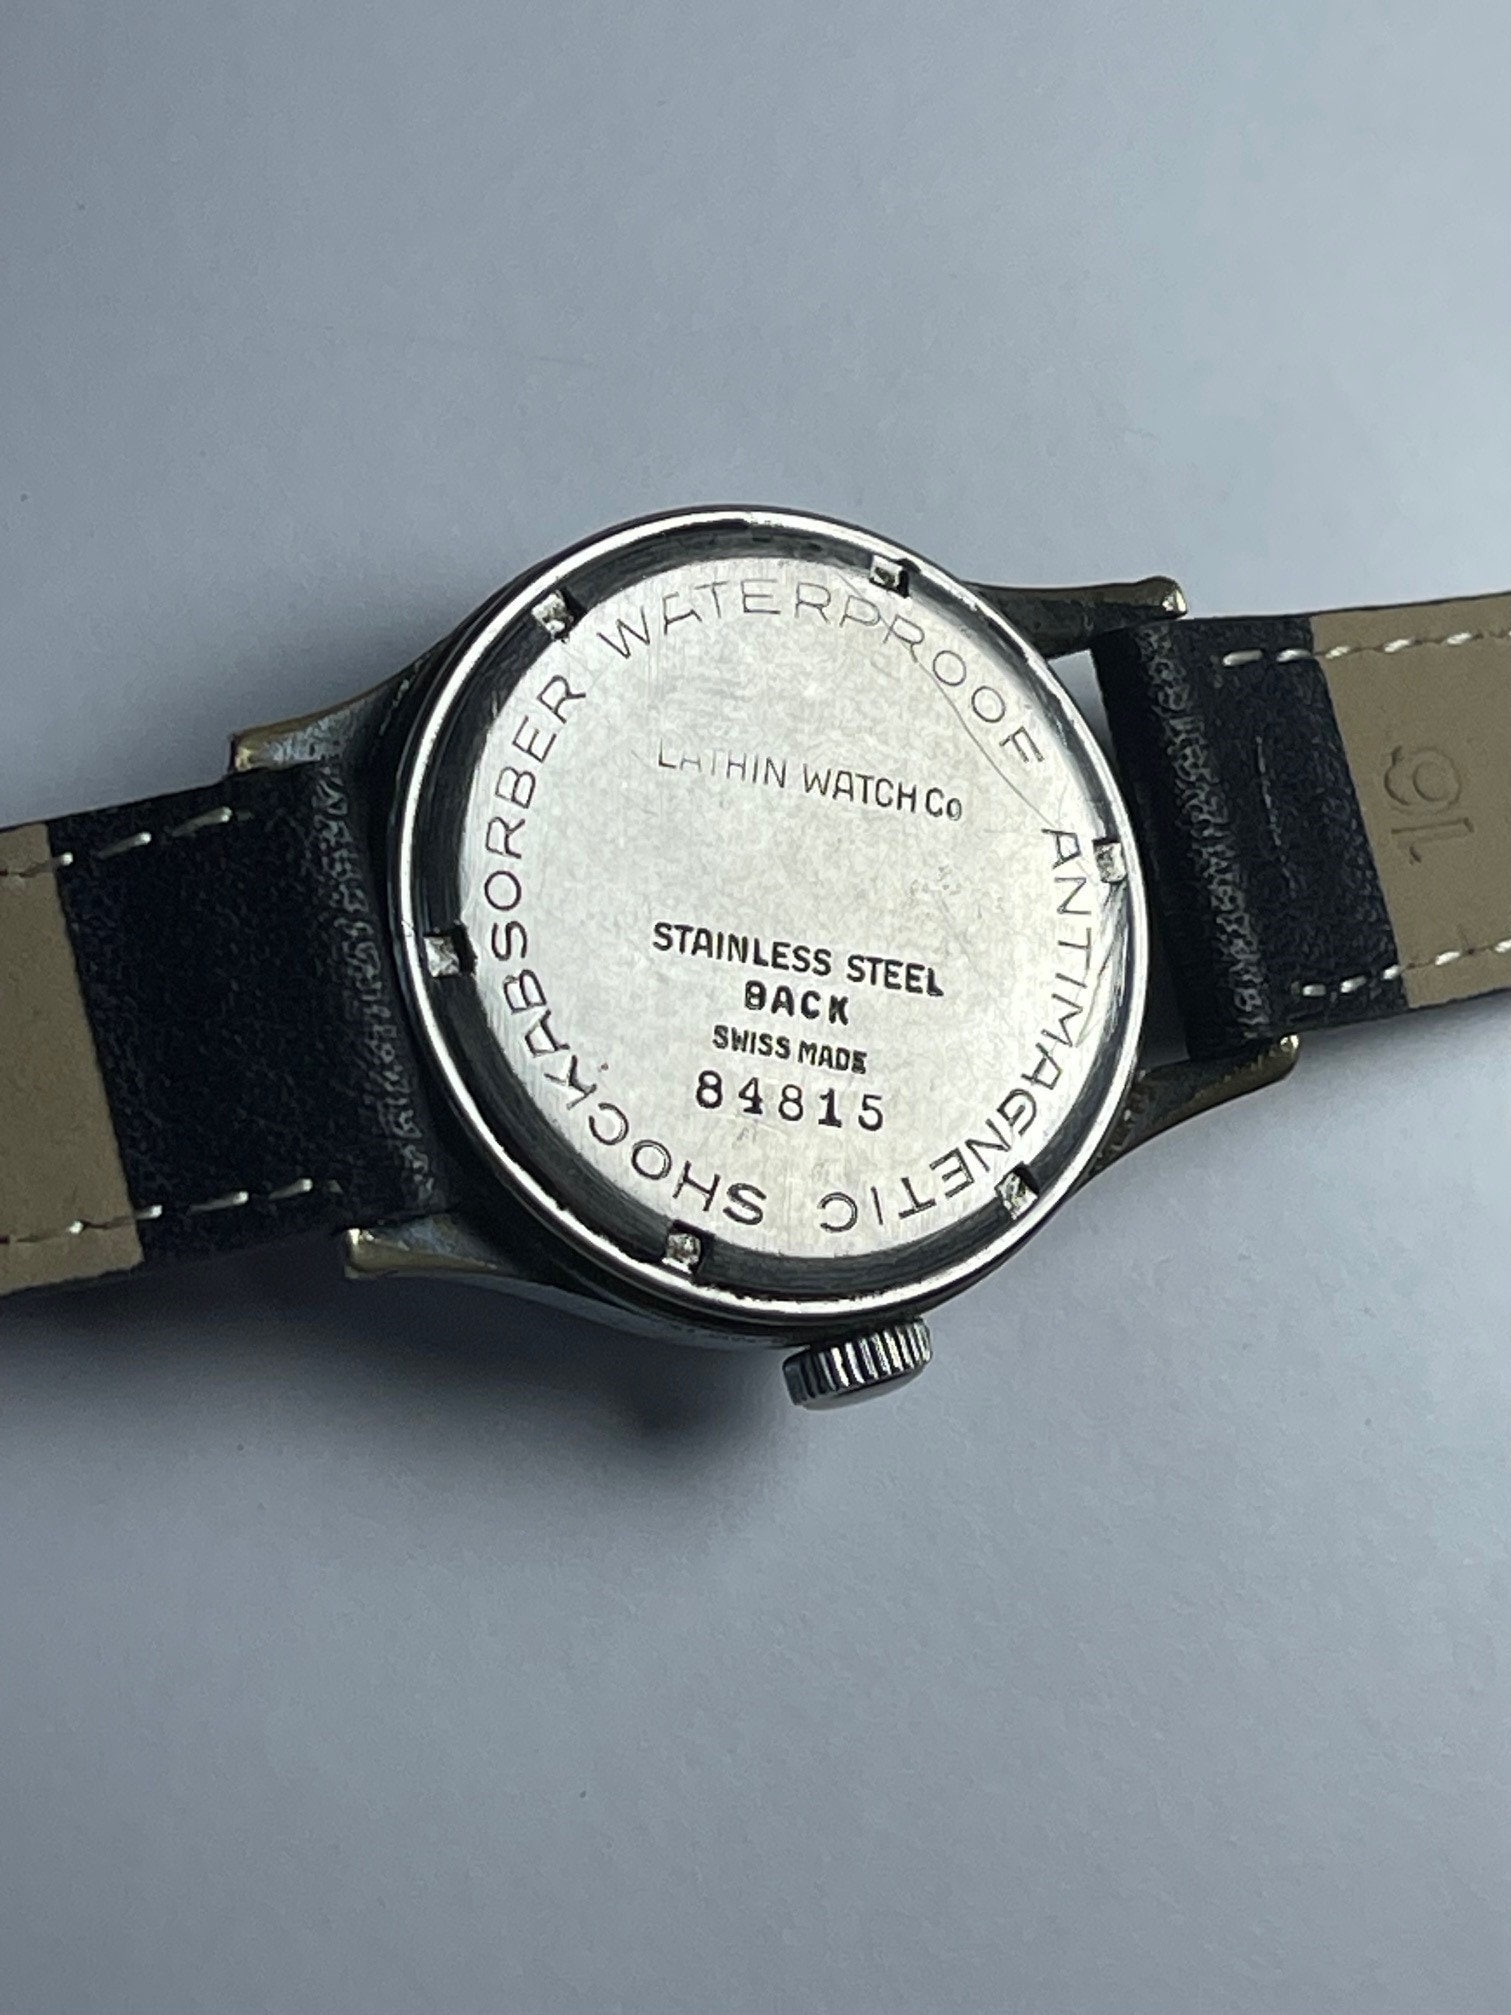 WATERPROOF ANTIMAGNETIC SHOCKABSORBER
LATHIN WATCH Co
STAINLESS STEEL
BACK
SWISS MADE
84815
16